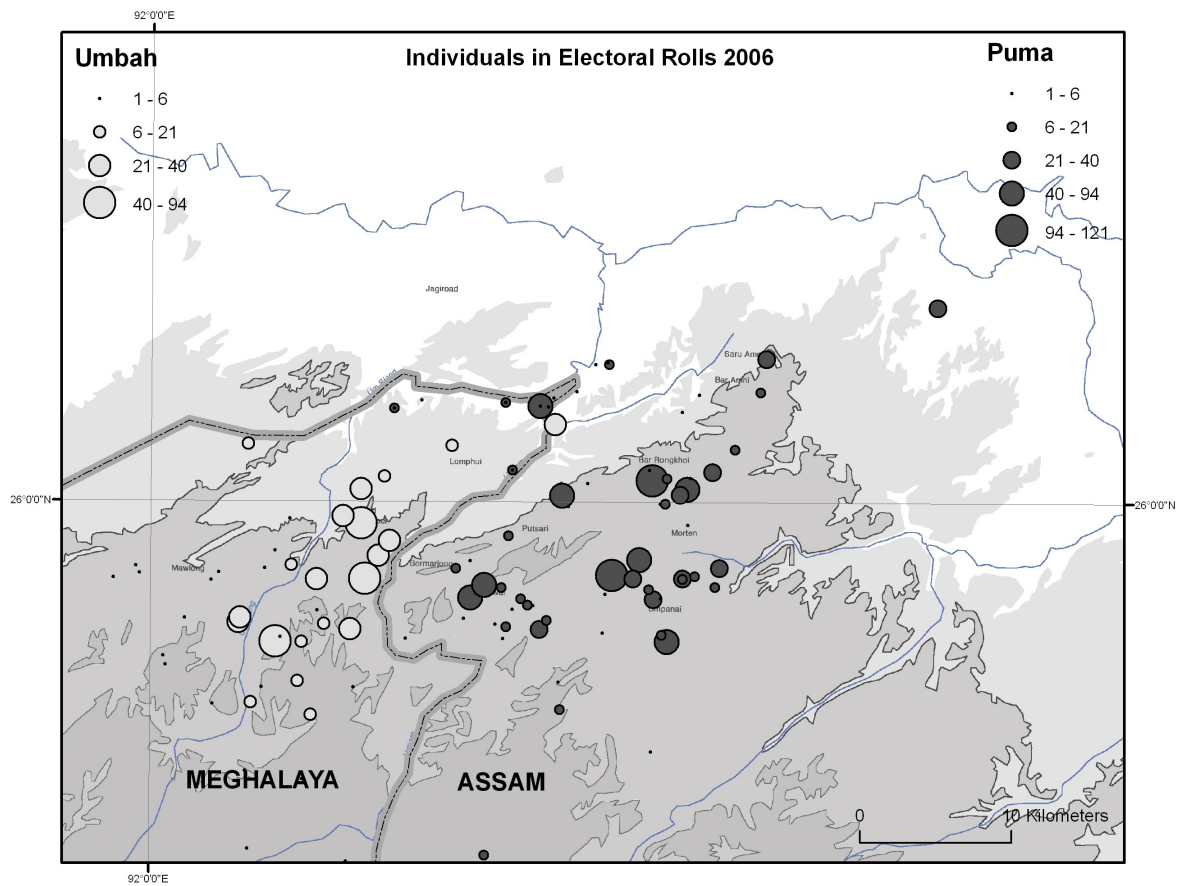 92°0'0"E
Umbah
Individuals in Electoral Rolls 2006
Puma
1 - 6
6 - 21
21 - 40
40 - 94
1 - 6
6 - 21
21 - 40
40 - 94
94 - 121
Jagiroad
Saru Amni
Bar Amni
Lomphui
Bar Rongkhoi
26°0'0"N
26°0'0"N
Putsari
Morten
Mawlong
Bormarjong
Umpanai
MEGHALAYA
ASSAM
0
10 Kilometers
92°0'0"E